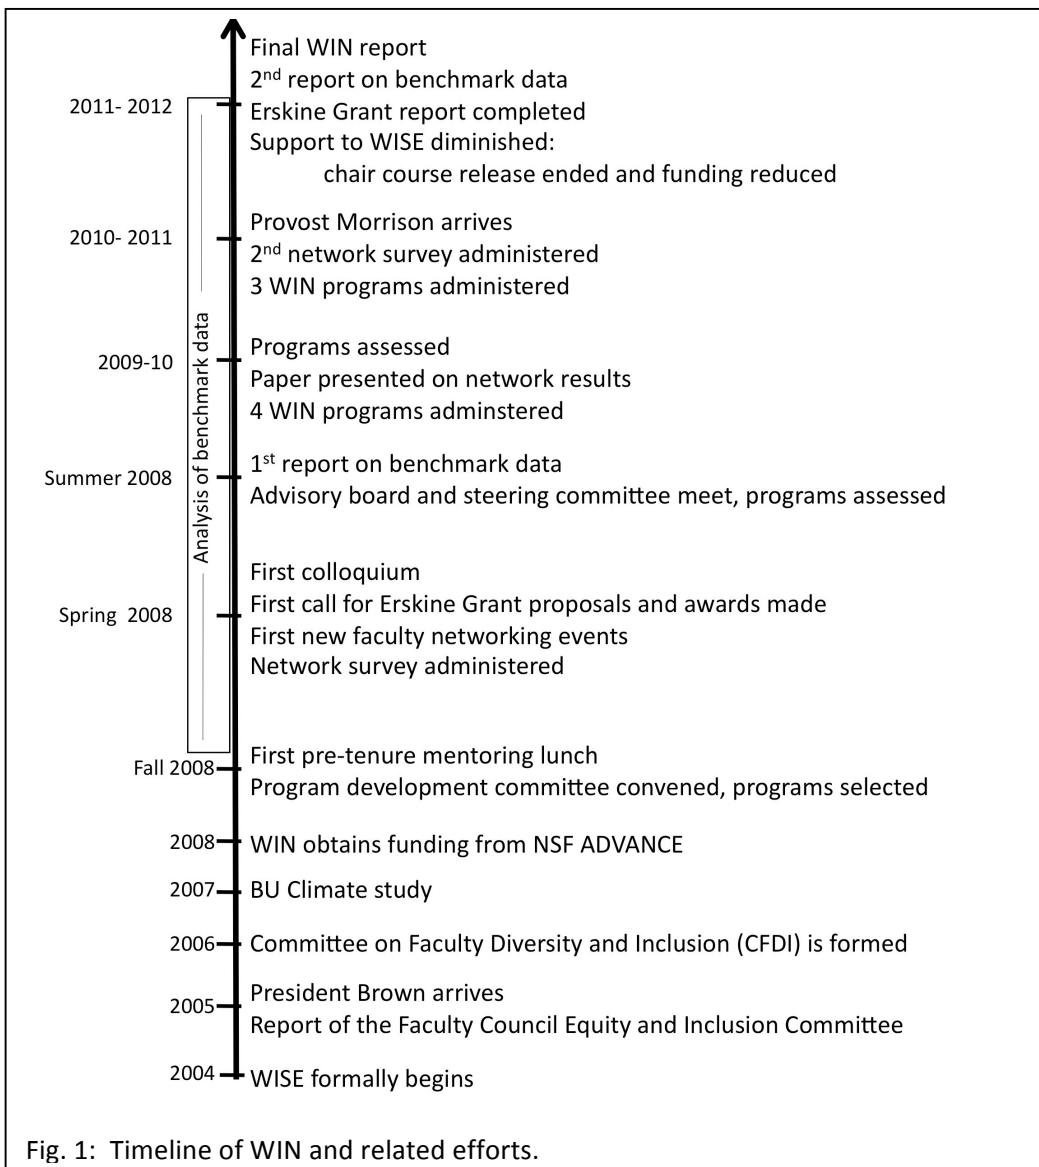 Final WIN report
2nd report on benchmark data
2011- 2012
Erskine Grant report completed
Support to WISE diminished:
chair course release ended and funding reduced
Provost Morrison arrives
2010- 2011
2nd network survey administered
3 WIN programs administered
Analysis of benchmark data
Programs assessed
2009-10
Paper presented on network results
4 WIN programs adminstered
1st report on benchmark data
Summer 2008
Advisory board and steering committee meet, programs assessed
First colloquium
First call for Erskine Grant proposals and awards made
Spring 2008
First new faculty networking events
Network survey administered
First pre-tenure mentoring lunch
Fall 2008
Program development committee convened, programs selected
2008
WIN obtains funding from NSF ADVANCE
2007
BU Climate study
2006
Committee on Faculty Diversity and Inclusion (CFDI) is formed
President Brown arrives
2005
Report of the Faculty Council Equity and Inclusion Committee
2004
WISE formally begins
Fig. 1: Timeline of WIN and related efforts.